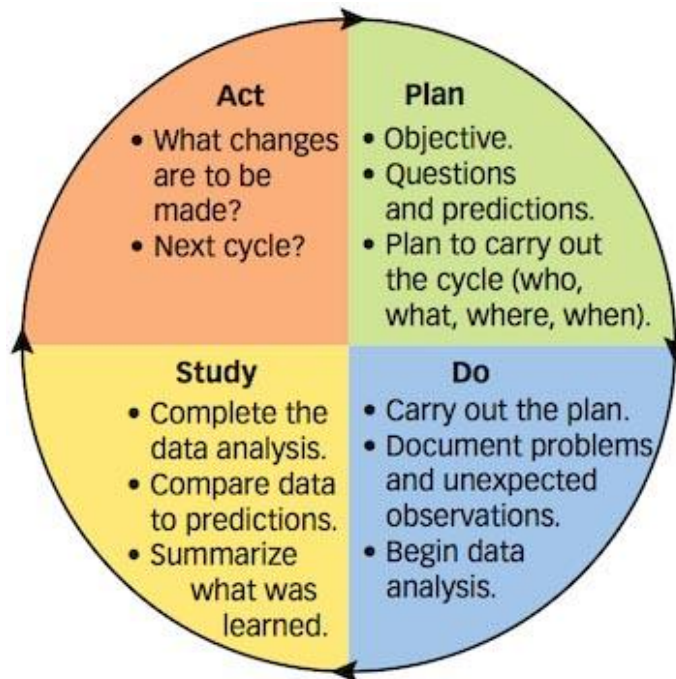 Act
• What changes
are to be
made?
• Next cycle?
Plan
• Objective.
• Questions
and predictions.
• Plan to carry out
the cycle (who,
what, where, when).
Study
• Complete the
data analysis.
• Compare data
to predictions.
• Summarize
what was
learned.
Do
• Carry out the plan.
• Document problems
and unexpected
observations.
• Begin data
analysis.